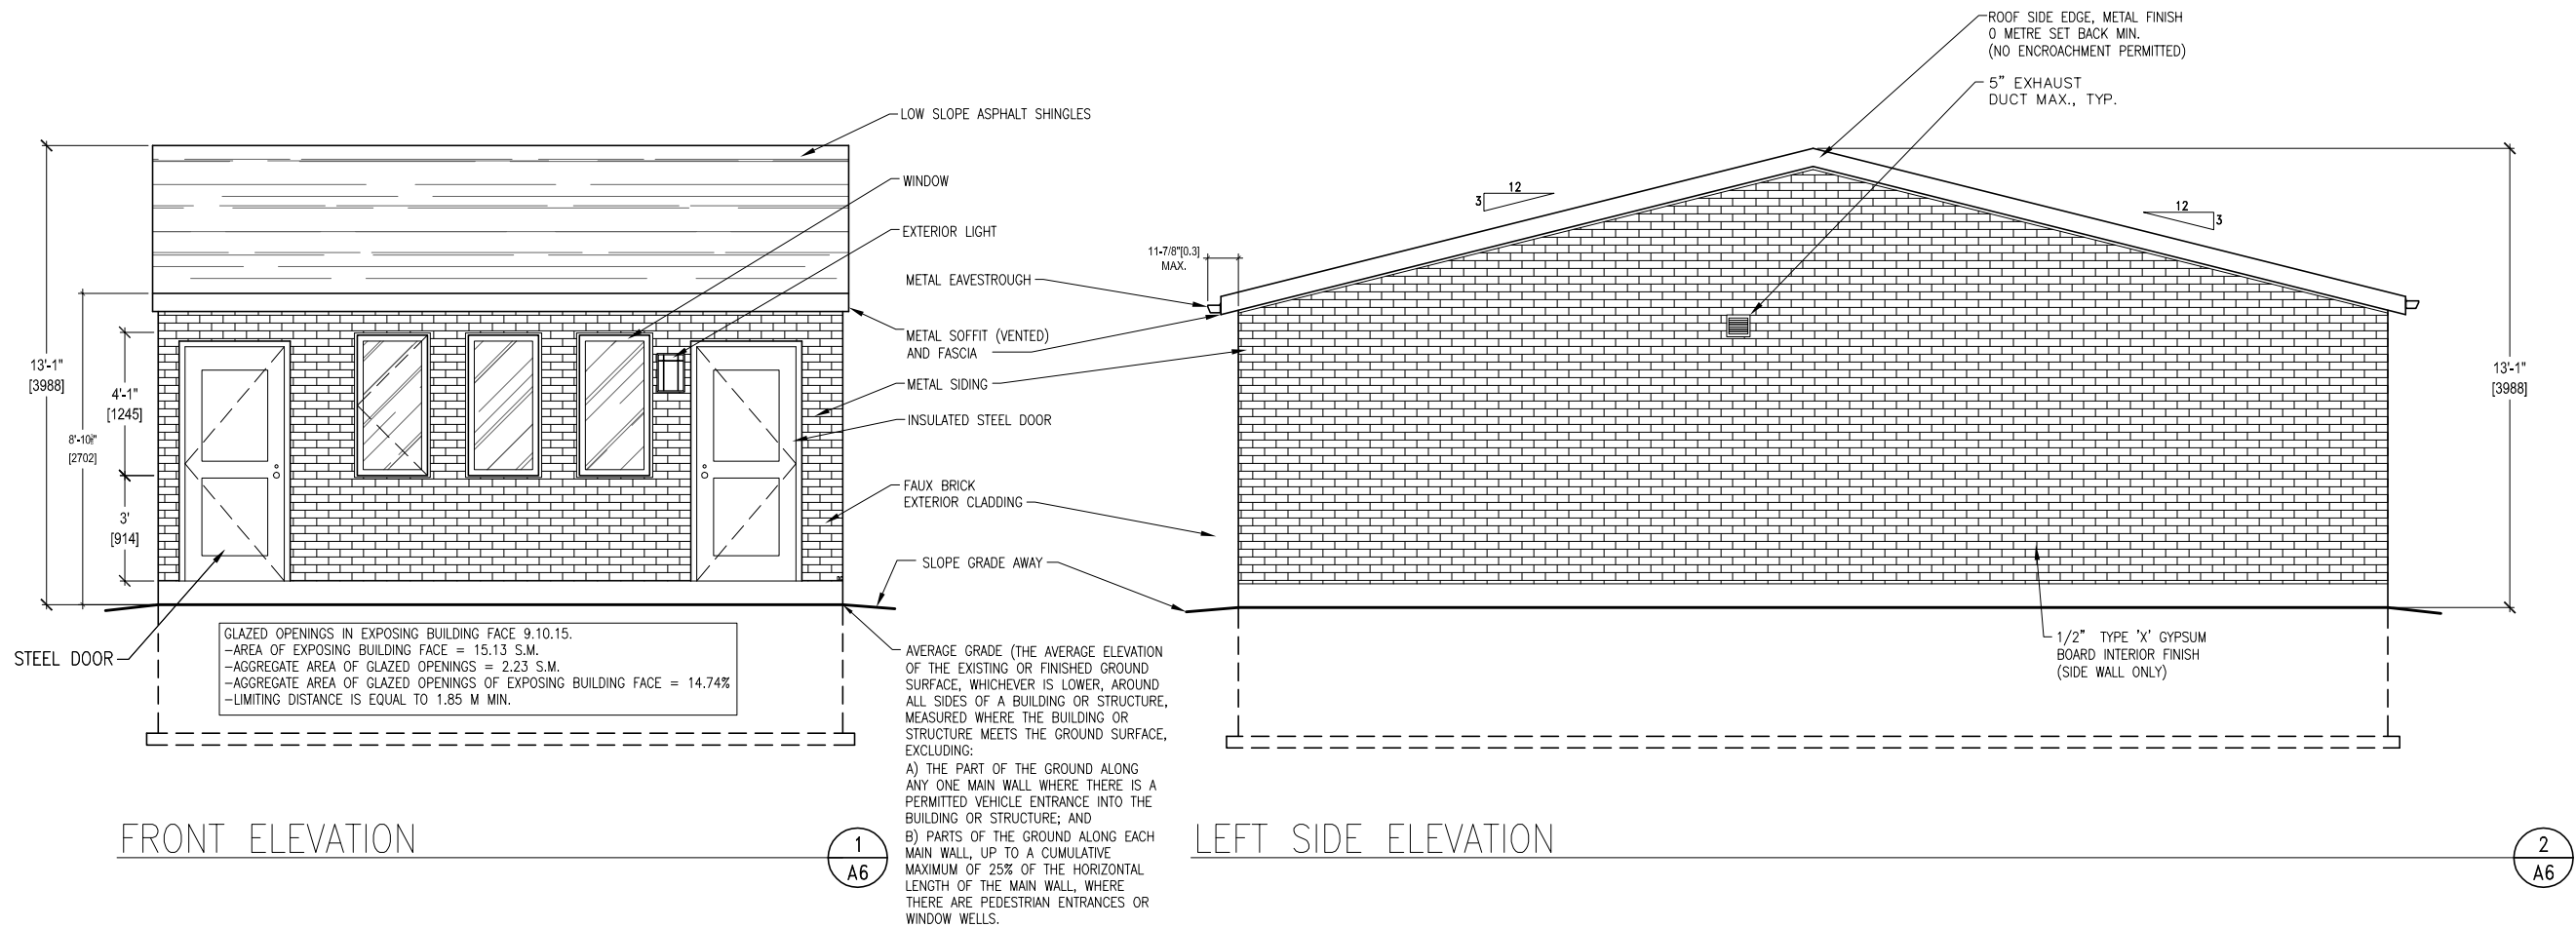 ROOF SIDE EDGE, METAL FINISH
0 METRE SET BACK MIN.
(NO ENCROACHMENT PERMITTED)
5" EXHAUST
DUCT MAX., TYP.
LOW SLOPE ASPHALT SHINGLES
WINDOW
EXTERIOR LIGHT
METAL EAVESTROUGH
METAL SOFFIT (VENTED)
AND FASCIA
METAL SIDING
INSULATED STEEL DOOR
FAUX BRICK
EXTERIOR CLADDING
SLOPE GRADE AWAY
13'-1"
[3988]
4'-1"
[1245]
[2702]
3'
[914]
STEEL DOOR
GLAZED OPENINGS IN EXPOSING BUILDING FACE 9.10.15.
-AREA OF EXPOSING BUILDING FACE = 15.13 S.M.
-AGGREGATE AREA OF GLAZED OPENINGS = 2.23 S.M.
-AGGREGATE AREA OF GLAZED OPENINGS OF EXPOSING BUILDING FACE = 14.74%
-LIMITING DISTANCE IS EQUAL TO 1.85 M MIN.
AVERAGE GRADE (THE AVERAGE ELEVATION
OF THE EXISTING OR FINISHED GROUND
SURFACE, WHICHEVER IS LOWER, AROUND
ALL SIDES OF A BUILDING OR STRUCTURE,
MEASURED WHERE THE BUILDING OR
STRUCTURE MEETS THE GROUND SURFACE,
EXCLUDING:
A) THE PART OF THE GROUND ALONG
ANY ONE MAIN WALL WHERE THERE IS A
PERMITTED VEHICLE ENTRANCE INTO THE
BUILDING OR STRUCTURE; AND
B) PARTS OF THE GROUND ALONG EACH
MAIN WALL, UP TO A CUMULATIVE
MAXIMUM OF 25% OF THE HORIZONTAL
LENGTH OF THE MAIN WALL, WHERE
THERE ARE PEDESTRIAN ENTRANCES OR
WINDOW WELLS.
FRONT ELEVATION
1
A6
11-7/8"[0.3]
MAX.
12
3
12
3
13'-1"
[3988]
1/2" TYPE 'X' GYPSUM
BOARD INTERIOR FINISH
(SIDE WALL ONLY)
LEFT SIDE ELEVATION
2
A6